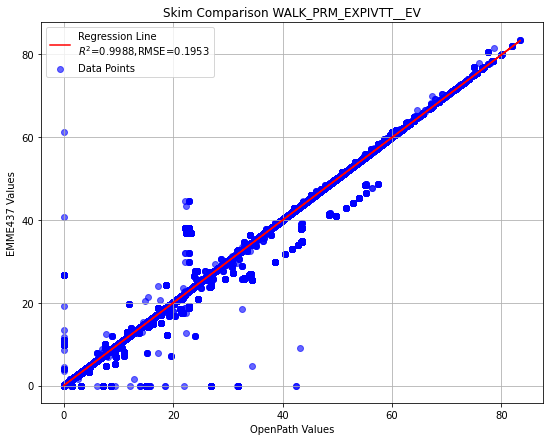 Skim Comparison WALK_PRM_EXPIVTT__EV
Regression Line
R²=0.9988,RMSE=0.1953
Data Points
EMME437 Values
80
60
40
20
0
0
20
40
60
80
OpenPath Values